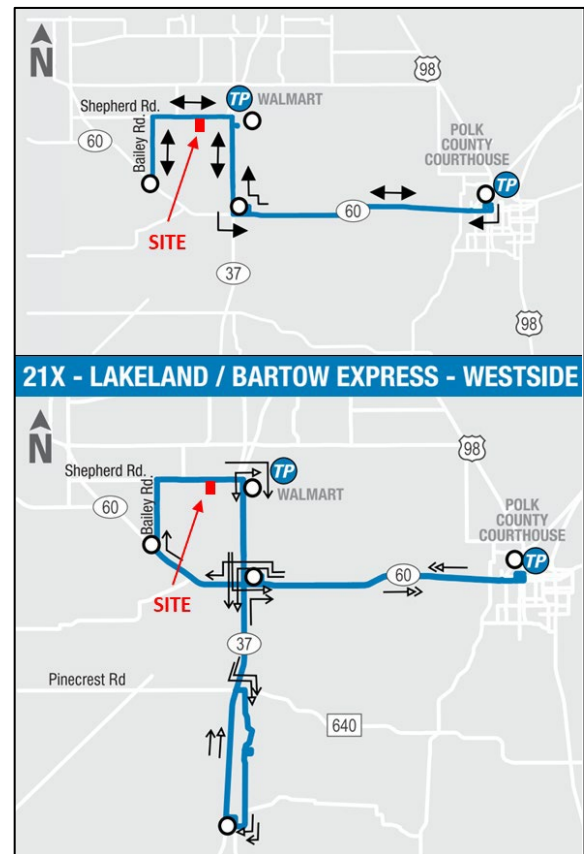 98
N
TP WALMART
Shepherd Rd.
60
Bailey Rd.
POLK
COUNTY
COURTHOUSE
TP
60
SITE
37
98
21X - LAKELAND / BARTOW EXPRESS - WESTSIDE
N
98
Shepherd Rd.
TP
WALMART
60
Bailey Rd.
POLK
COUNTY
COURTHOUSE
TP
60
SITE
37
Pinecrest Rd
640